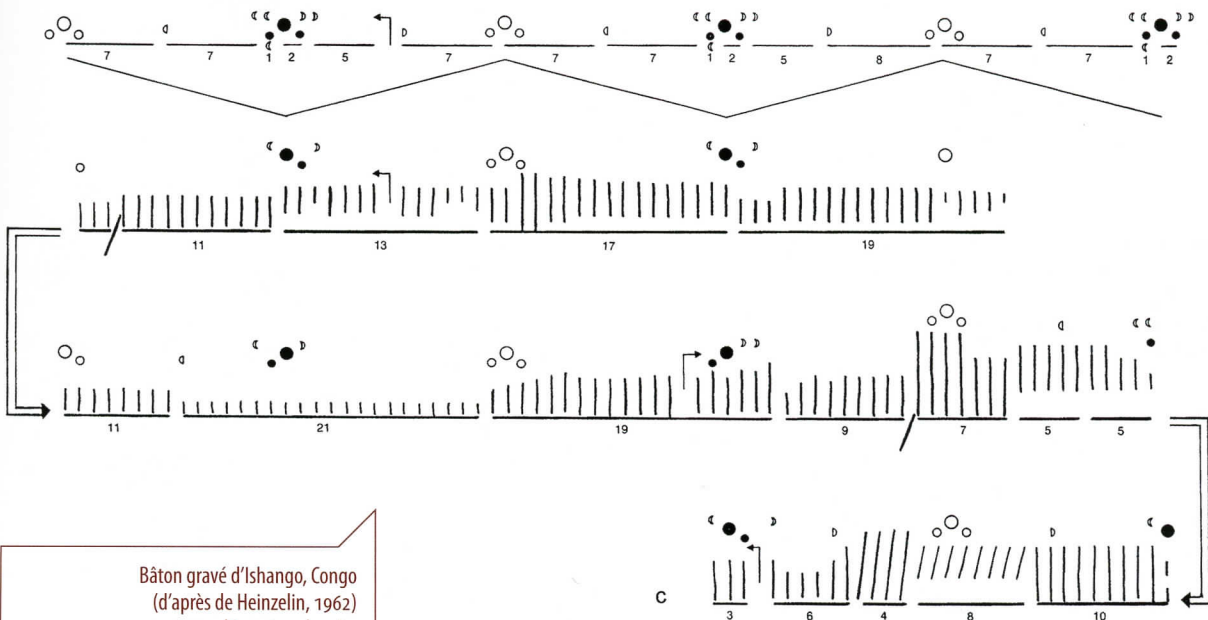 7 7 1 2 5 7 7 7 1 2 5 8 7 7 1 2
11 13 17 19
11 21 19 9 7 5 5
C 3 6 4 8 10
Bâton gravé d'Ishango, Congo
(d'après de Heinzelin, 1962)